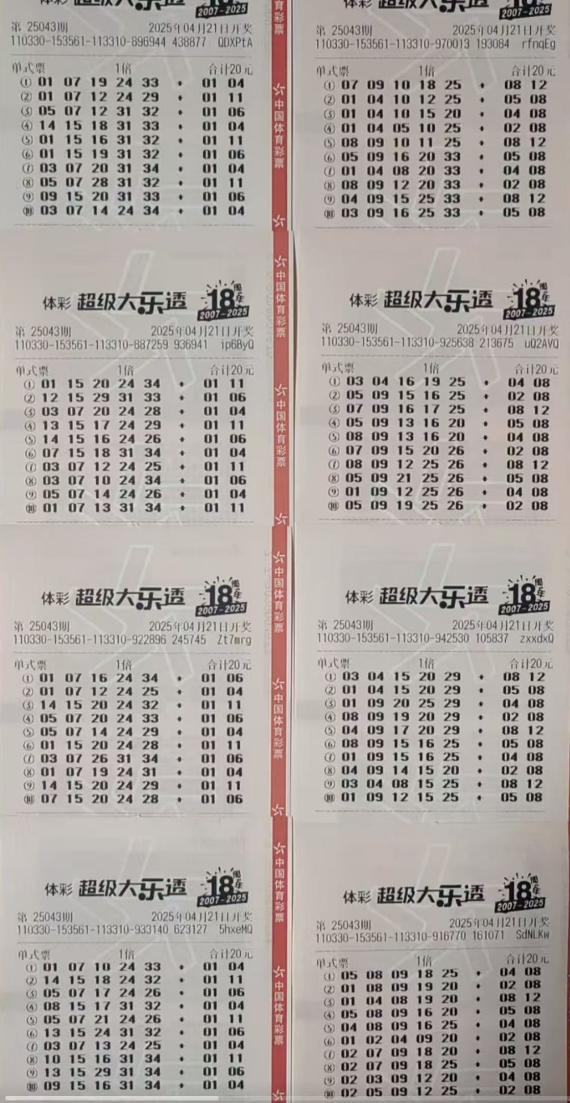 2007-2025
第 25043期 2025年04月21日开奖
110330-153561-113310-896944 438877 QDXPtA
单式票 1倍 合计20元
① 01 07 19 24 33 + 01 04
② 01 07 12 24 29 + 01 11
③ 05 07 12 31 32 + 01 06
④ 14 15 18 31 33 + 01 04
⑤ 01 15 16 31 32 + 01 11
⑥ 01 15 19 31 32 + 01 06
⑦ 03 07 20 31 34 + 01 04
⑧ 05 07 28 31 32 + 01 11
⑨ 09 15 20 31 33 + 01 06
⑩ 03 07 14 24 34 + 01 04
育彩票
中国体育彩票
2007-2025
第 25043期 2025年04月21日开奖
110330-153561-113310-970013 193084 rfnqEg
单式票 1倍 合计20元
① 07 09 10 18 25 + 08 12
② 01 04 10 12 25 + 05 08
③ 01 04 10 15 20 + 04 08
④ 01 04 05 10 25 + 02 08
⑤ 08 09 10 11 25 + 08 12
⑥ 05 09 16 20 33 + 05 08
⑦ 01 04 08 20 33 + 04 08
⑧ 08 09 12 20 33 + 02 08
⑨ 04 09 15 25 33 + 08 12
⑩ 03 09 16 25 33 + 05 08
体彩 超级大乐透 18周年
2007-2025
第 25043期 2025年04月21日开奖
110330-153561-113310-887259 936941 ip6ByQ
单式票 1倍 合计20元
① 01 15 20 24 34 + 01 11
② 12 15 29 31 33 + 01 06
③ 03 07 20 24 28 + 01 04
④ 13 15 17 24 29 + 01 11
⑤ 14 15 16 24 26 + 01 06
⑥ 07 15 18 31 34 + 01 04
⑦ 03 07 12 24 25 + 01 11
⑧ 03 07 10 24 34 + 01 06
⑨ 05 07 14 24 26 + 01 04
⑩ 01 07 13 31 34 + 01 11
中国体育彩票
中国体育彩票
体彩 超级大乐透 18周年
2007-2025
第 25043期 2025年04月21日开奖
110330-153561-113310-925638 213675 uQ2AVQ
单式票 1倍 合计20元
① 03 04 16 19 25 + 04 08
② 05 09 15 16 25 + 02 08
③ 07 09 16 17 25 + 08 12
④ 05 09 13 16 20 + 05 08
⑤ 08 09 13 16 20 + 04 08
⑥ 07 09 15 20 26 + 02 08
⑦ 08 09 12 25 26 + 08 12
⑧ 05 09 21 25 26 + 05 08
⑨ 01 09 12 25 26 + 04 08
⑩ 05 09 19 25 26 + 02 08
体彩 超级大乐透 18周年
2007-2025
第 25043期 2025年04月21日开奖
110330-153561-113310-922896 245745 Zt7mrg
单式票 1倍 合计20元
① 01 07 16 24 34 + 01 06
② 01 07 12 24 25 + 01 04
③ 14 15 20 24 32 + 01 11
④ 05 07 20 24 33 + 01 06
⑤ 05 07 14 24 29 + 01 04
⑥ 01 15 20 24 28 + 01 11
⑦ 03 07 26 31 34 + 01 06
⑧ 01 07 19 24 31 + 01 04
⑨ 14 15 20 24 29 + 01 11
⑩ 07 15 20 24 28 + 01 06
中国体育彩票
中国体育彩票
体彩 超级大乐透 18周年
2007-2025
第 25043期 2025年04月21日开奖
110330-153561-113310-942530 105837 zxxdxQ
单式票 1倍 合计20元
① 03 04 15 20 29 + 08 12
② 01 04 15 20 29 + 05 08
③ 01 09 20 25 29 + 04 08
④ 08 09 19 20 29 + 02 08
⑤ 04 09 17 20 29 + 08 12
⑥ 08 09 15 16 25 + 05 08
⑦ 01 09 15 16 25 + 04 08
⑧ 04 09 14 15 20 + 02 08
⑨ 03 04 08 15 25 + 08 12
⑩ 01 09 12 15 25 + 05 08
体彩 超级大乐透 18周年
2007-2025
第 25043期 2025年04月21日开奖
110330-153561-113310-933140 623127 5hxeMQ
单式票 1倍 合计20元
① 01 07 10 24 33 + 01 04
② 14 15 18 24 32 + 01 11
③ 05 07 17 24 26 + 01 06
④ 08 15 17 31 32 + 01 04
⑤ 05 07 21 24 26 + 01 11
⑥ 13 15 24 31 32 + 01 06
⑦ 03 07 13 24 25 + 01 04
⑧ 10 15 16 31 34 + 01 11
⑨ 13 15 29 31 34 + 01 06
⑩ 09 15 16 31 34 + 01 04
中国体育彩票
中国体育彩票
体彩 超级大乐透 18周年
2007-2025
第 25043期 2025年04月21日开奖
110330-153561-113310-916770 161071 SdNLKw
单式票 1倍 合计20元
① 05 08 09 18 25 + 04 08
② 01 08 09 19 20 + 02 08
③ 01 04 08 19 20 + 08 12
④ 05 08 09 16 20 + 05 08
⑤ 04 08 09 16 25 + 04 08
⑥ 01 02 04 09 20 + 02 08
⑦ 02 07 09 18 20 + 08 12
⑧ 02 07 09 18 25 + 05 08
⑨ 02 03 09 12 20 + 04 08
⑩ 02 05 09 12 25 + 02 08